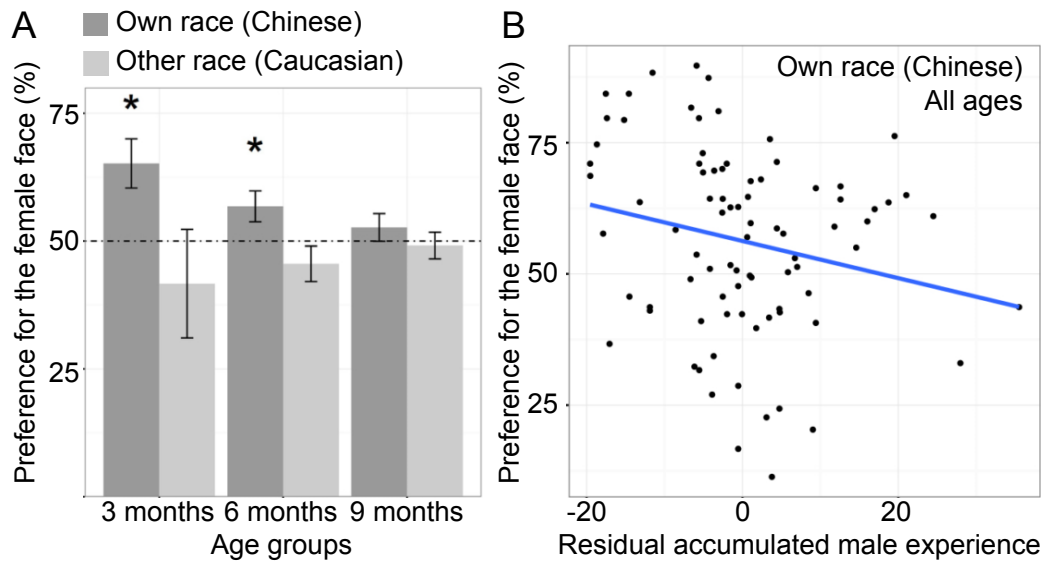 A
Own race (Chinese)
Other race (Caucasian)
Preference for the female face (%)
75
50
25
*
*
3 months 6 months 9 months
Age groups
B
Own race (Chinese)
All ages
Preference for the female face (%)
75
50
25
-20 0 20
Residual accumulated male experience